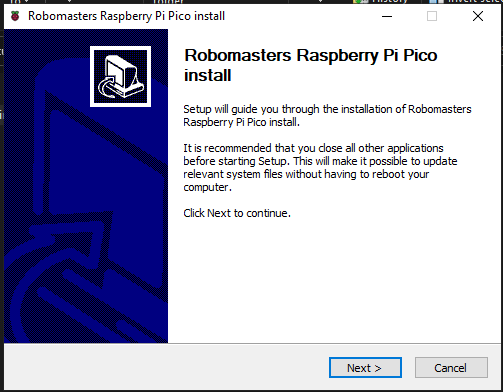 Robomasters Raspberry Pi Pico install
Robomasters Raspberry Pi Pico
install
Setup will guide you through the installation of Robomasters
Raspberry Pi Pico install.
It is recommended that you close all other applications
before starting Setup. This will make it possible to update
relevant system files without having to reboot your
computer.
Click Next to continue.
Next >
Cancel